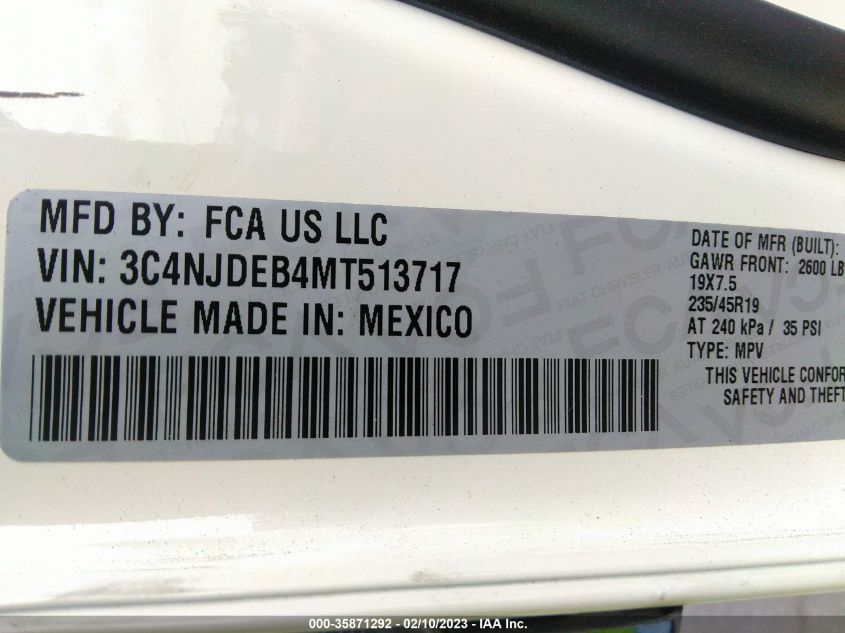 MFD BY: FCA US LLC
VIN: 3C4NJDEB4MT513717
VEHICLE MADE IN: MEXICO
DATE OF MFR (BUILT):
GAWR FRONT: 2600 LB
19X7.5
235/45R19
AT 240 kPa / 35 PSI
TYPE: MPV
THIS VEHICLE CONFOR
SAFETY AND THEFT
000-35871292 - 02/10/2023 - IAA Inc.